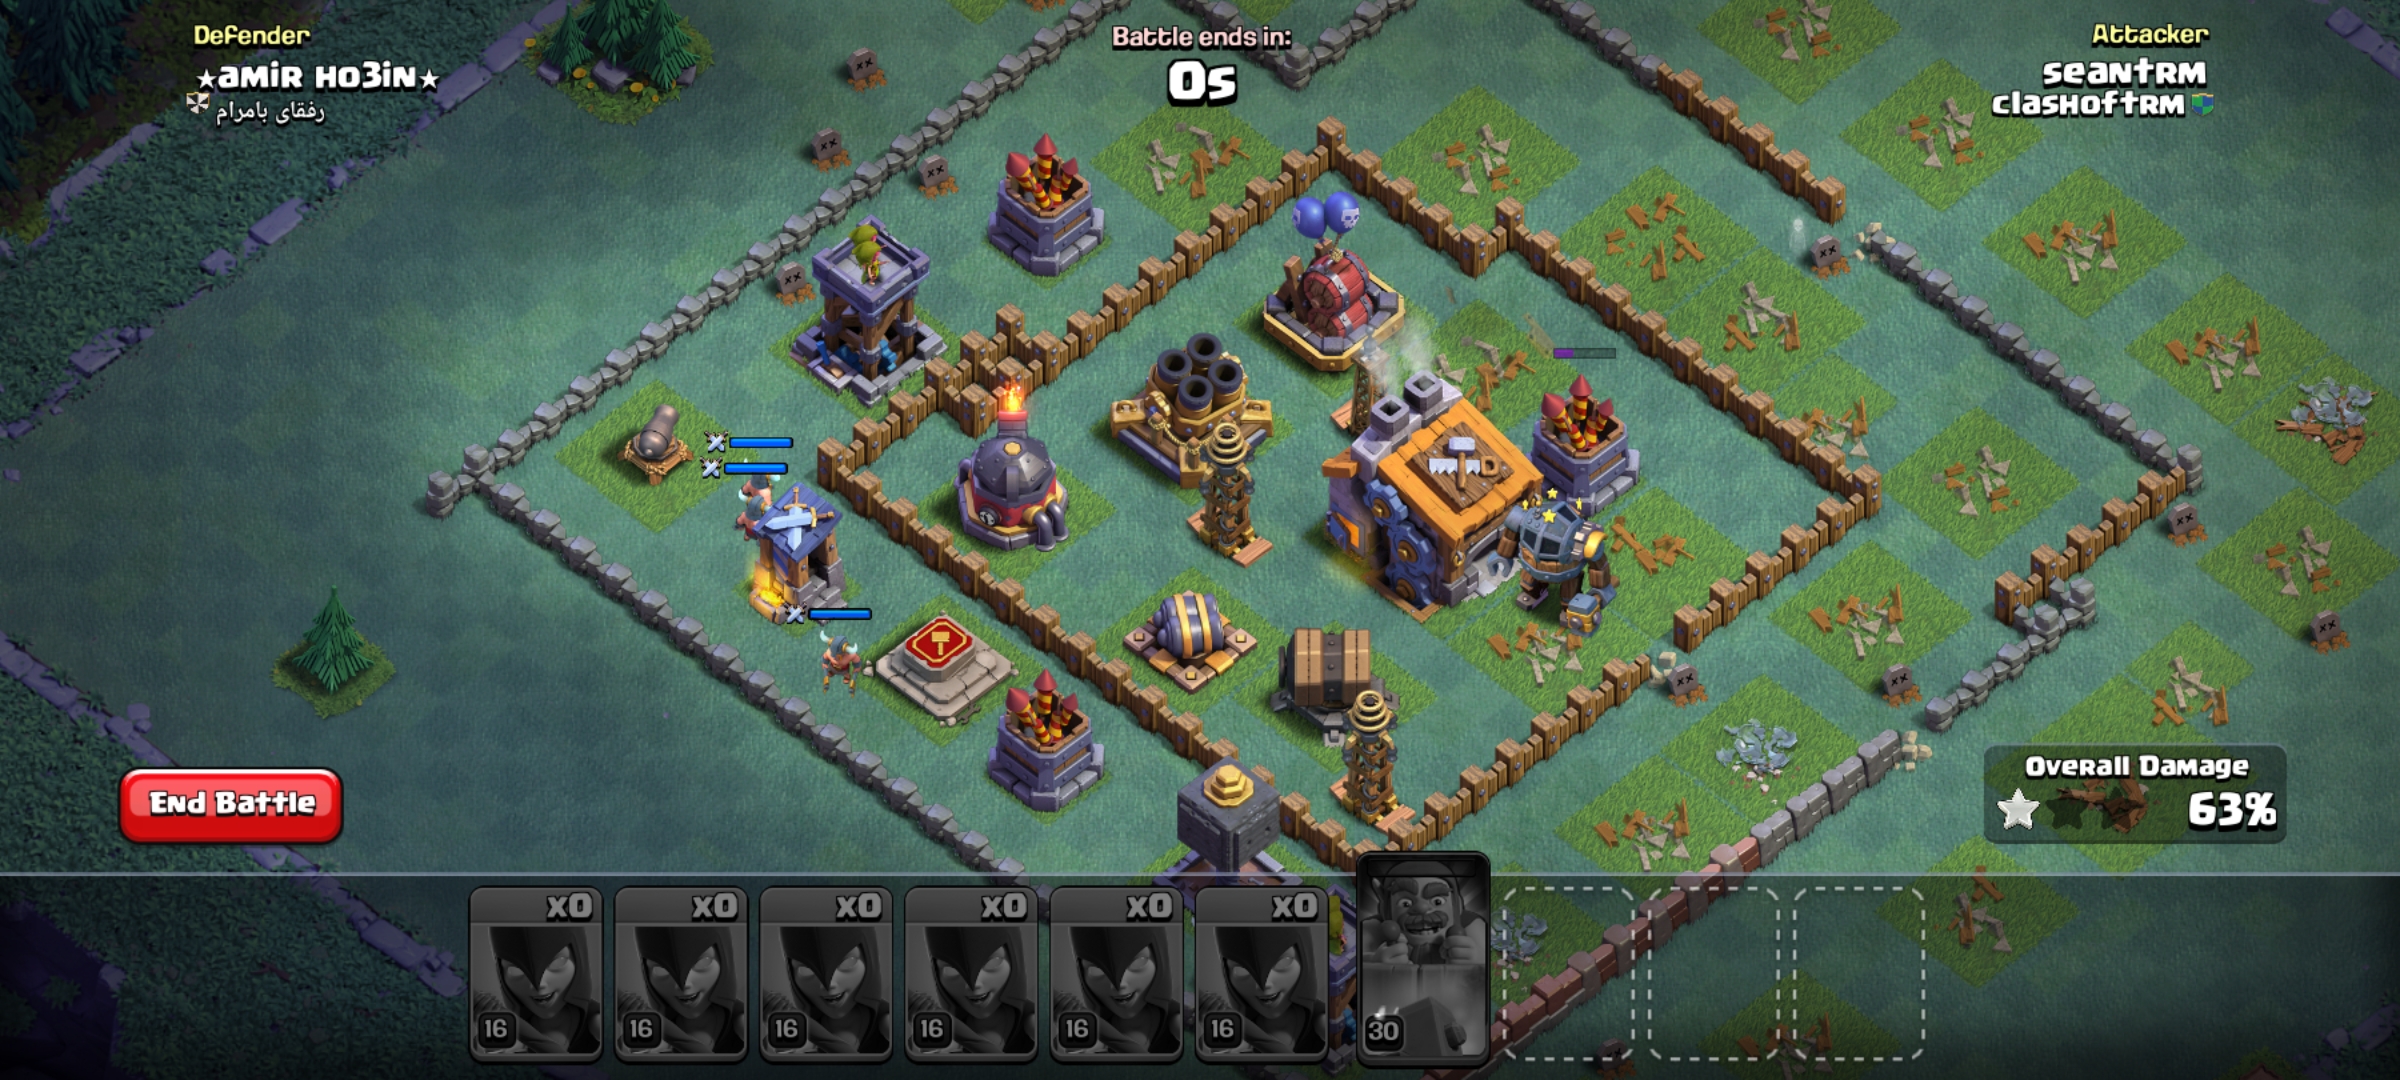 Defender
★amir ho3in★
رفقای بامرام
Battle ends in:
0s
Attacker
seantrm
clashoftrm
End Battle
Overall Damage
63%
x0 x0 x0 x0 x0 x0
16 16 16 16 16 16 30